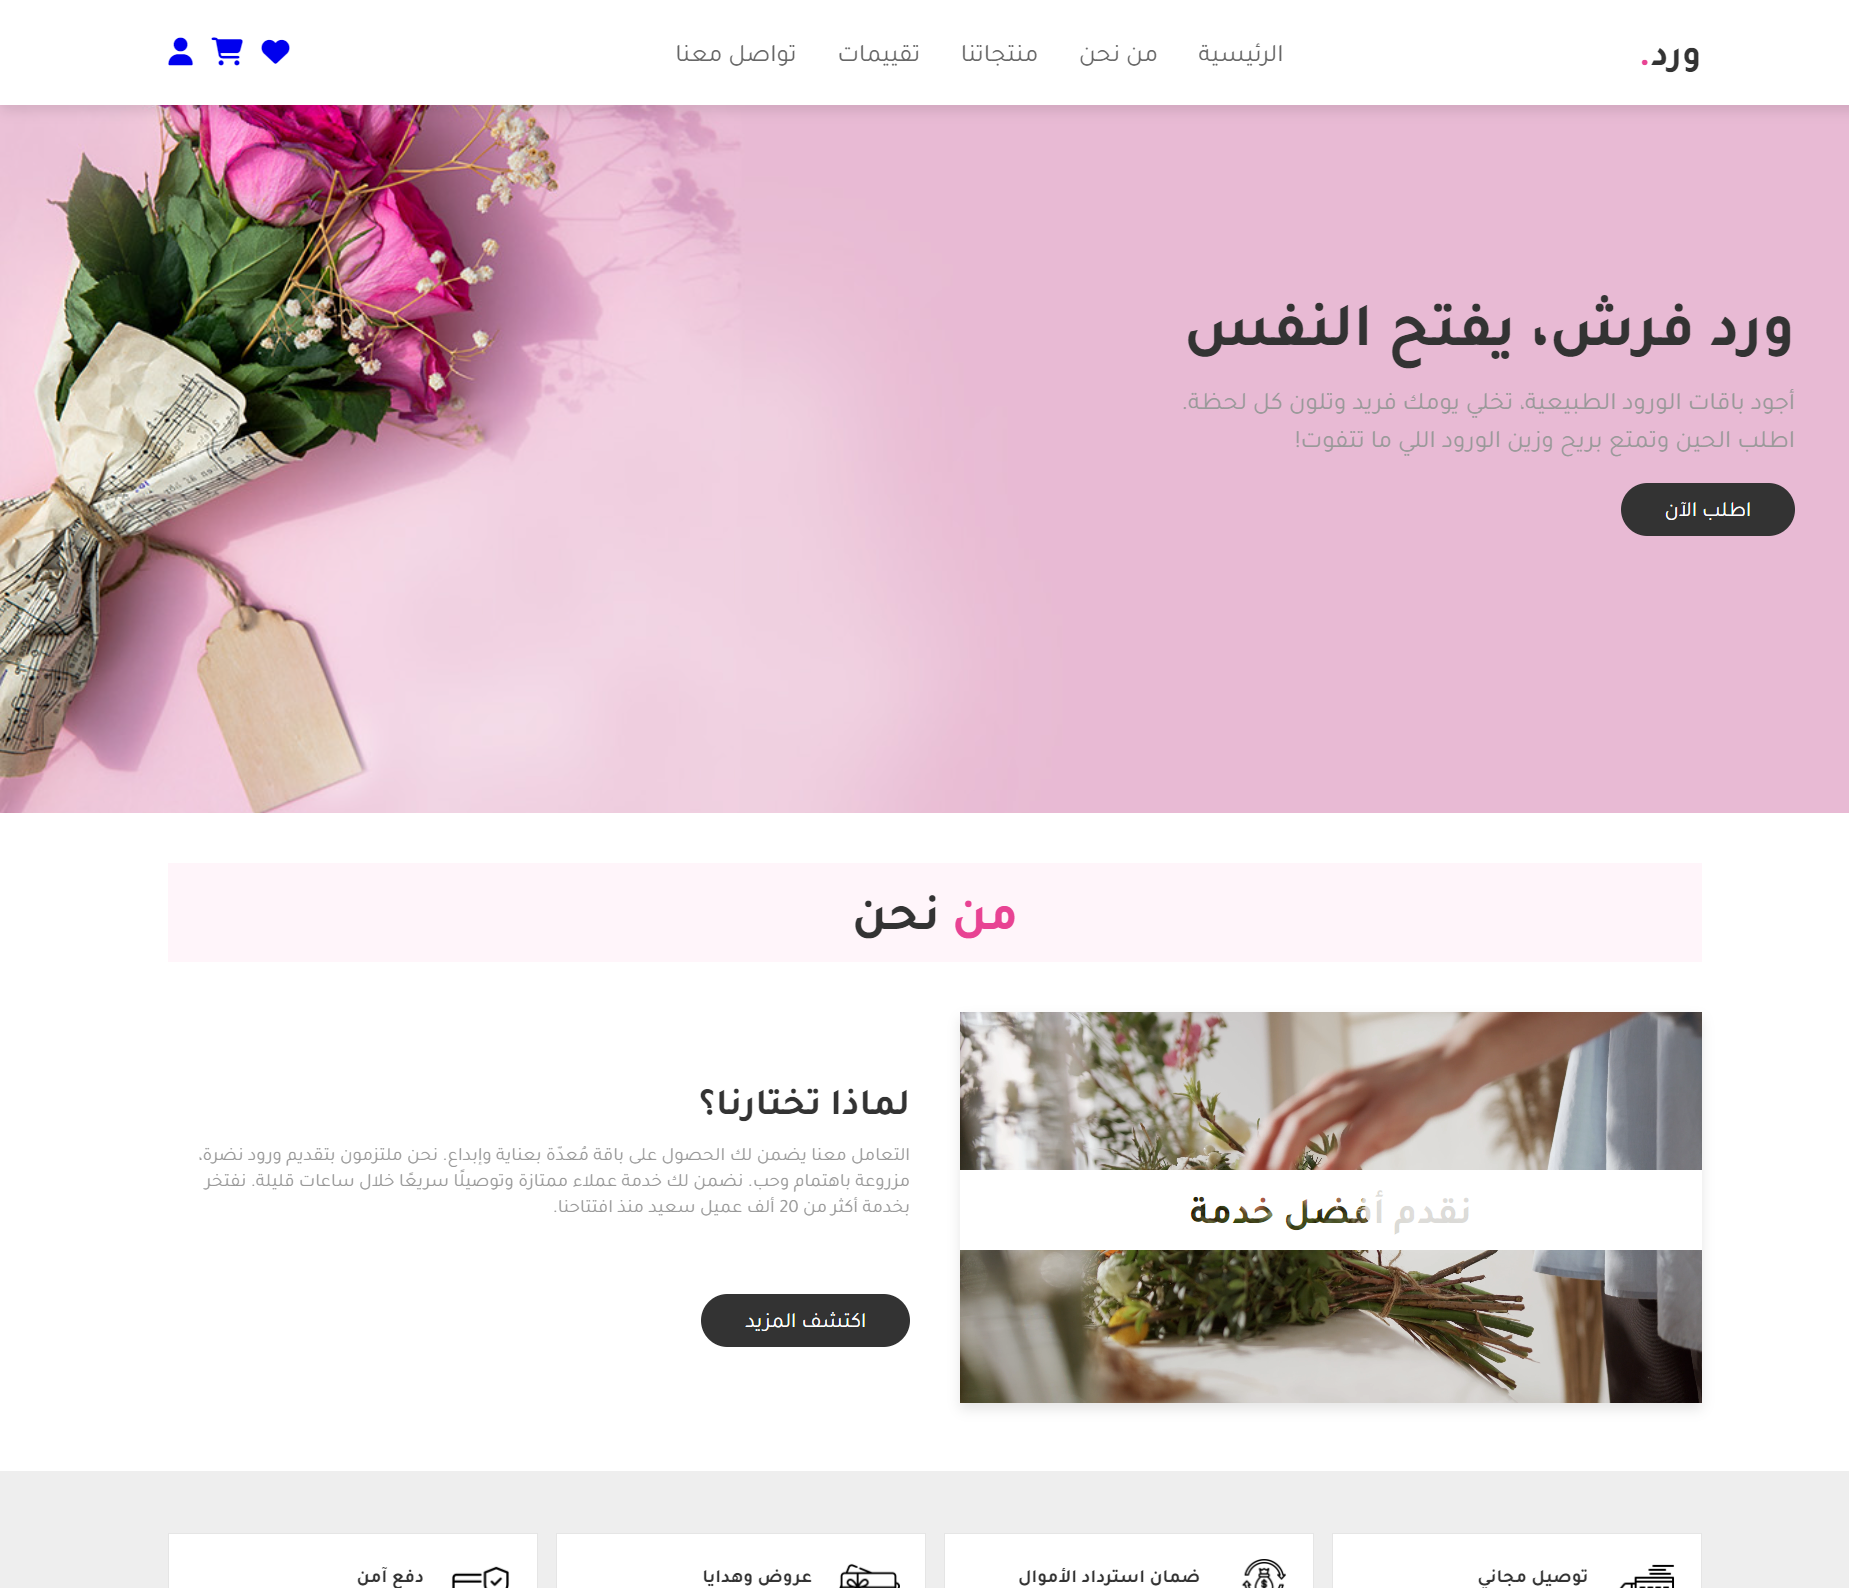 ورد.
الرئيسية
من نحن
منتجاتنا
تقييمات
تواصل معنا
ورد فرش، يفتح النفس
أجود باقات الورود الطبيعية، تخلي يومك فريد وتلون كل لحظة.
اطلب الحين وتمتع بريح وزين الورود اللي ما تتفوت!
اطلب الآن
من نحن
نقدم أفضل خدمة
لماذا تختارنا؟
التعامل معنا يضمن لك الحصول على باقة مُعدّة بعناية وإبداع. نحن ملتزمون بتقديم ورود نضرة،
مزروعة باهتمام وحب. نضمن لك خدمة عملاء ممتازة وتوصيلًا سريعًا خلال ساعات قليلة. نفتخر
بخدمة أكثر من 20 ألف عميل سعيد منذ افتتاحنا.
اكتشف المزيد
توصيل مجاني
ضمان استرداد الأموال
عروض وهدايا
دفع آمن